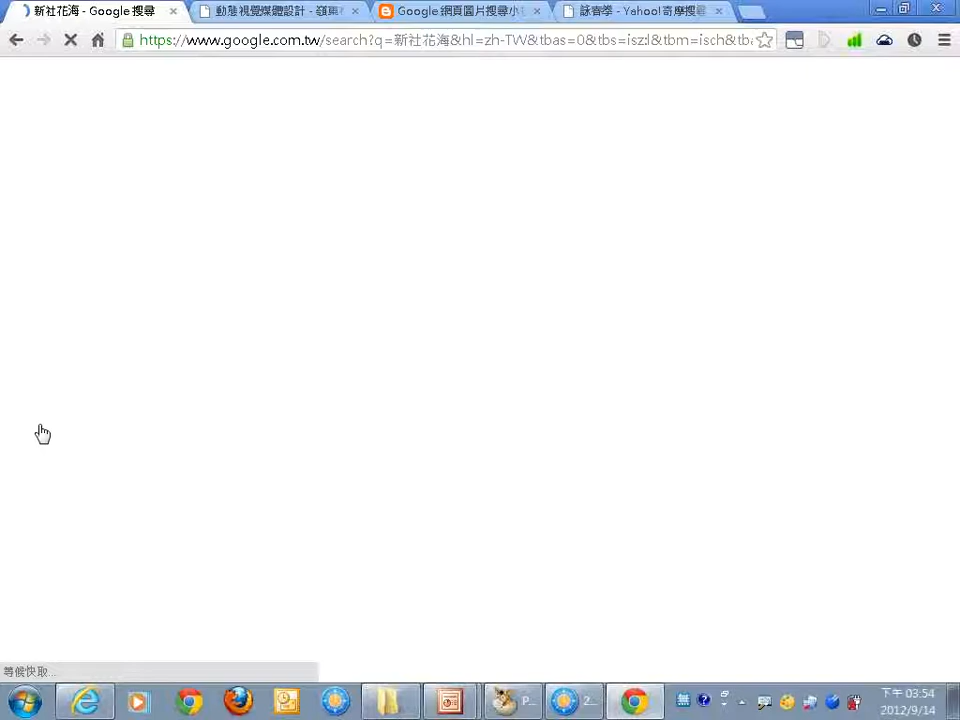 新社花海 - Google 搜尋
動態視覺媒體設計 - 嶺東
Google 網頁圖片搜尋小
詠春拳 - Yahoo!奇摩搜尋
https://www.google.com.tw/search?q=新社花海&hl=zh-TW&tbas=0&tbs=isz:l&tbm=isch&tb
等候快取...
P...
2...
下午 03:54
2012/9/14